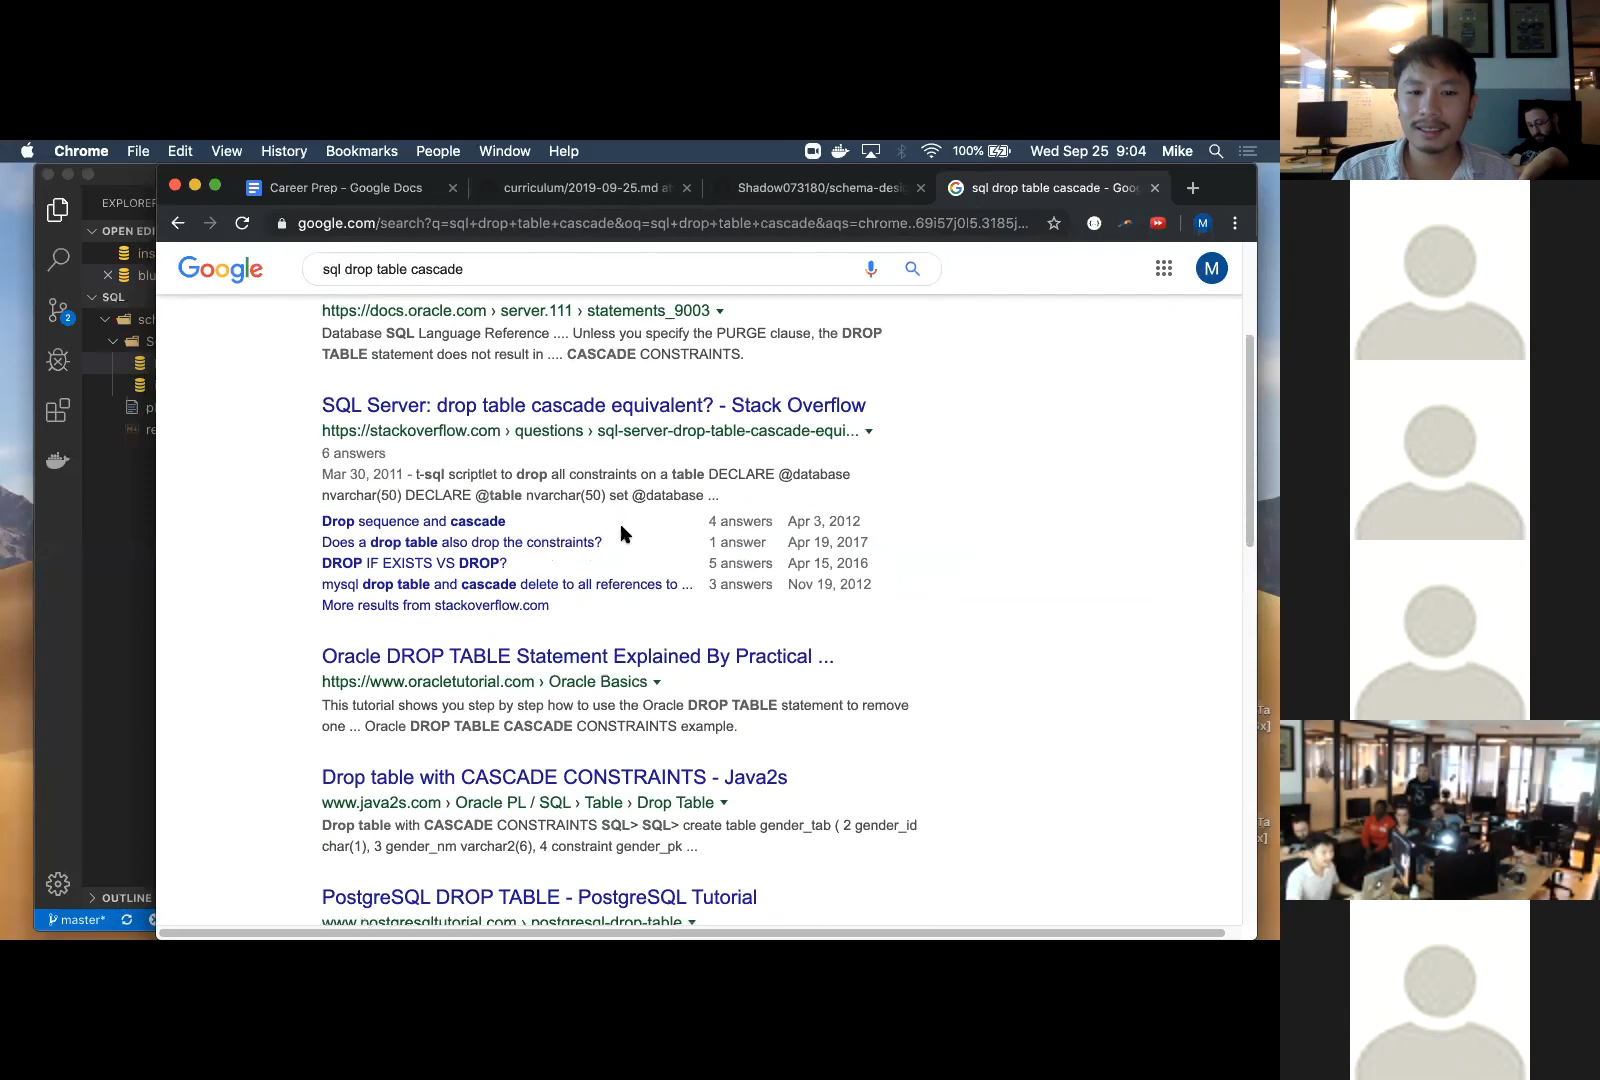 Chrome File Edit View History Bookmarks People Window Help 100% Wed Sep 25 9:04 Mike
EXPLORER
OPEN EDI
ins
blu
SQL
sc
S
pl
re
2
OUTLINE
master*
Career Prep - Google Docs
curriculum/2019-09-25.md at
Shadow073180/schema-desi
sql drop table cascade - Goo
google.com/search?q=sql+drop+table+cascade&oq=sql+drop+table+cascade&aqs=chrome..69i57j0l5.3185j...
M
Google
sql drop table cascade
M
https://docs.oracle.com › server.111 › statements_9003
Database SQL Language Reference .... Unless you specify the PURGE clause, the DROP
TABLE statement does not result in .... CASCADE CONSTRAINTS.
SQL Server: drop table cascade equivalent? - Stack Overflow
https://stackoverflow.com › questions › sql-server-drop-table-cascade-equi...
6 answers
Mar 30, 2011 - t-sql scriptlet to drop all constraints on a table DECLARE @database
nvarchar(50) DECLARE @table nvarchar(50) set @database ...
Drop sequence and cascade 4 answers Apr 3, 2012
Does a drop table also drop the constraints? 1 answer Apr 19, 2017
DROP IF EXISTS VS DROP? 5 answers Apr 15, 2016
mysql drop table and cascade delete to all references to ... 3 answers Nov 19, 2012
More results from stackoverflow.com
Oracle DROP TABLE Statement Explained By Practical ...
https://www.oracletutorial.com › Oracle Basics
This tutorial shows you step by step how to use the Oracle DROP TABLE statement to remove
one ... Oracle DROP TABLE CASCADE CONSTRAINTS example.
Drop table with CASCADE CONSTRAINTS - Java2s
www.java2s.com › Oracle PL / SQL › Table › Drop Table
Drop table with CASCADE CONSTRAINTS SQL> SQL> create table gender_tab ( 2 gender_id
char(1), 3 gender_nm varchar2(6), 4 constraint gender_pk ...
PostgreSQL DROP TABLE - PostgreSQL Tutorial
www.postgresqltutorial.com › postgresql-drop-table